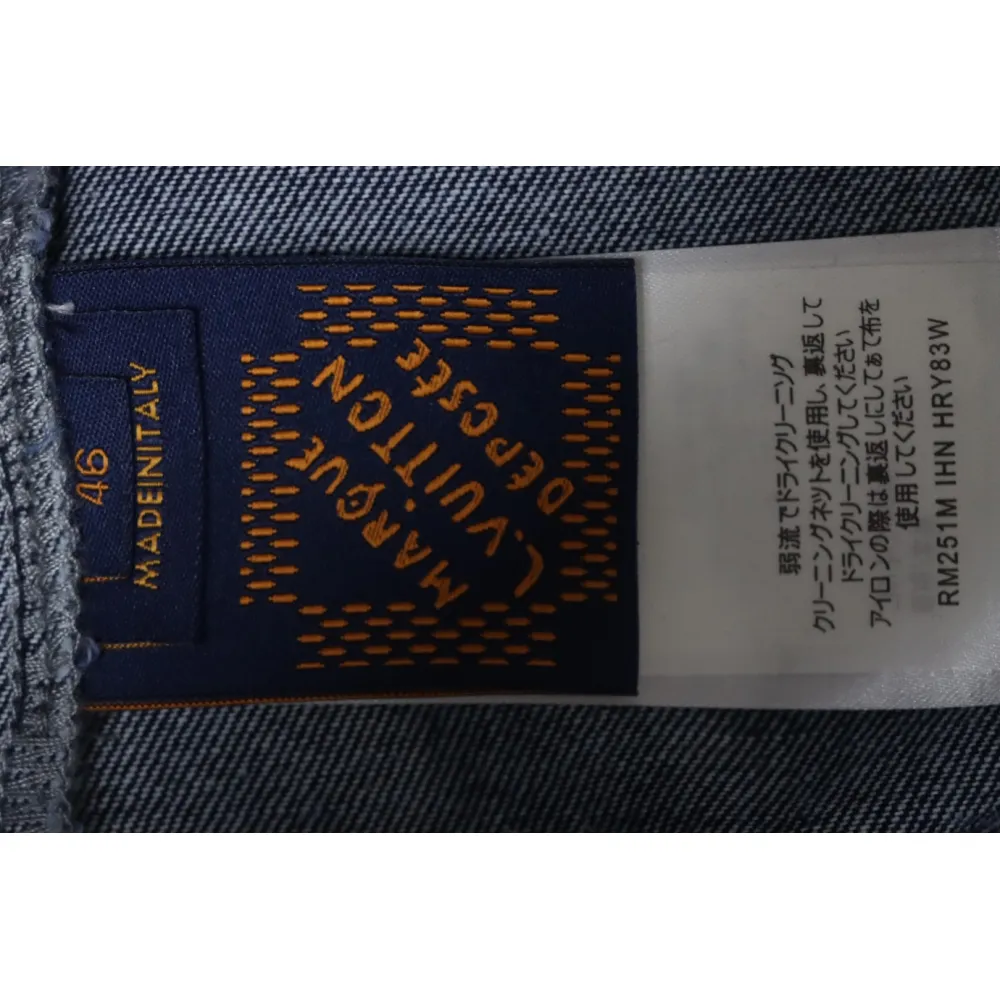 46
MADEINITALY
MARQUE
L.VUITTON
DÉPOSÉE
弱流でドライクリーニング
クリーニングネットを使用し、裏返して
ドライクリーニングしてください
アイロンの際は裏返しにしてあて布を
使用してください
RM251M IHN HRY83W